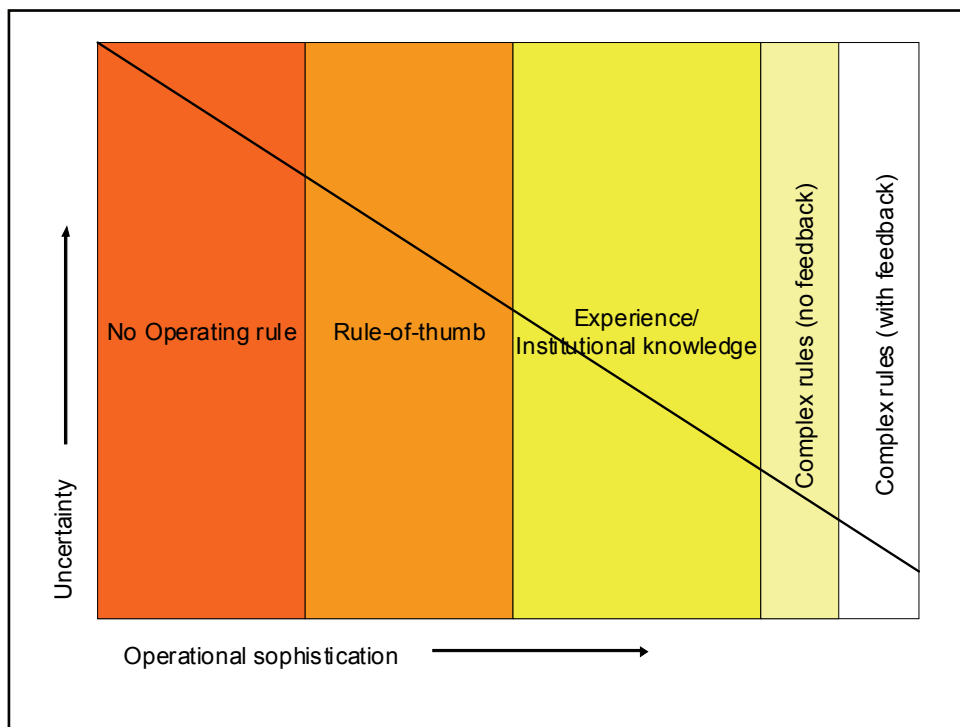 No Operating rule
Rule-of-thumb
Experience/
Institutional knowledge
Complex rules (no feedback)
Complex rules (with feedback)
Uncertainty
Operational sophistication